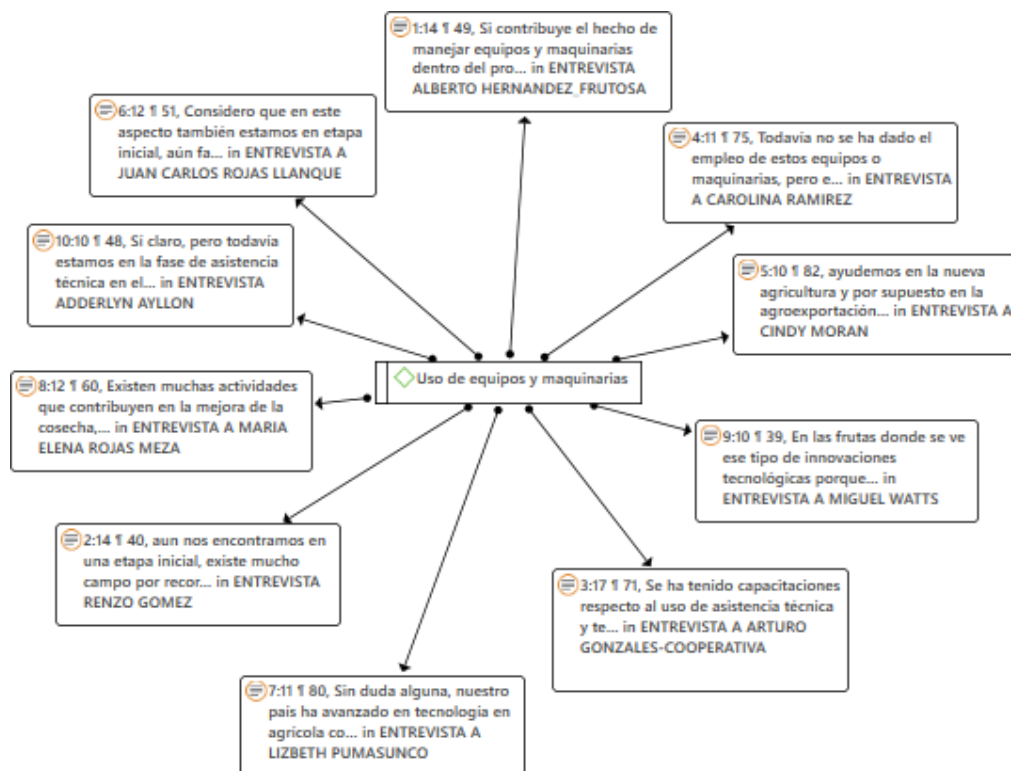 1:14 ¶ 49, Si contribuye el hecho de
manejar equipos y maquinarias
dentro del pro... in ENTREVISTA
ALBERTO HERNANDEZ_FRUTOSA
6:12 ¶ 51, Considero que en este
aspecto también estamos en etapa
inicial, aún fa... in ENTREVISTA A
JUAN CARLOS ROJAS LLANQUE
4:11 ¶ 75, Todavía no se ha dado el
empleo de estos equipos o
maquinarias, pero e... in ENTREVISTA
A CAROLINA RAMIREZ
10:10 ¶ 48, Sí claro, pero todavía
estamos en la fase de asistencia
técnica en el... in ENTREVISTA
ADDERLYN AYLLON
5:10 ¶ 82, ayudemos en la nueva
agricultura y por supuesto en la
agroexportación... in ENTREVISTA A
CINDY MORAN
Uso de equipos y maquinarias
8:12 ¶ 60, Existen muchas actividades
que contribuyen en la mejora de la
cosecha,... in ENTREVISTA A MARIA
ELENA ROJAS MEZA
9:10 ¶ 39, En las frutas donde se ve
ese tipo de innovaciones
tecnológicas porque... in
ENTREVISTA A MIGUEL WATTS
2:14 ¶ 40, aun nos encontramos en
una etapa inicial, existe mucho
campo por recor... in ENTREVISTA
RENZO GOMEZ
3:17 ¶ 71, Se ha tenido capacitaciones
respecto al uso de asistencia técnica
y te... in ENTREVISTA A ARTURO
GONZALES-COOPERATIVA
7:11 ¶ 80, Sin duda alguna, nuestro
país ha avanzado en tecnología en
agrícola co... in ENTREVISTA A
LIZBETH PUMASUNCO